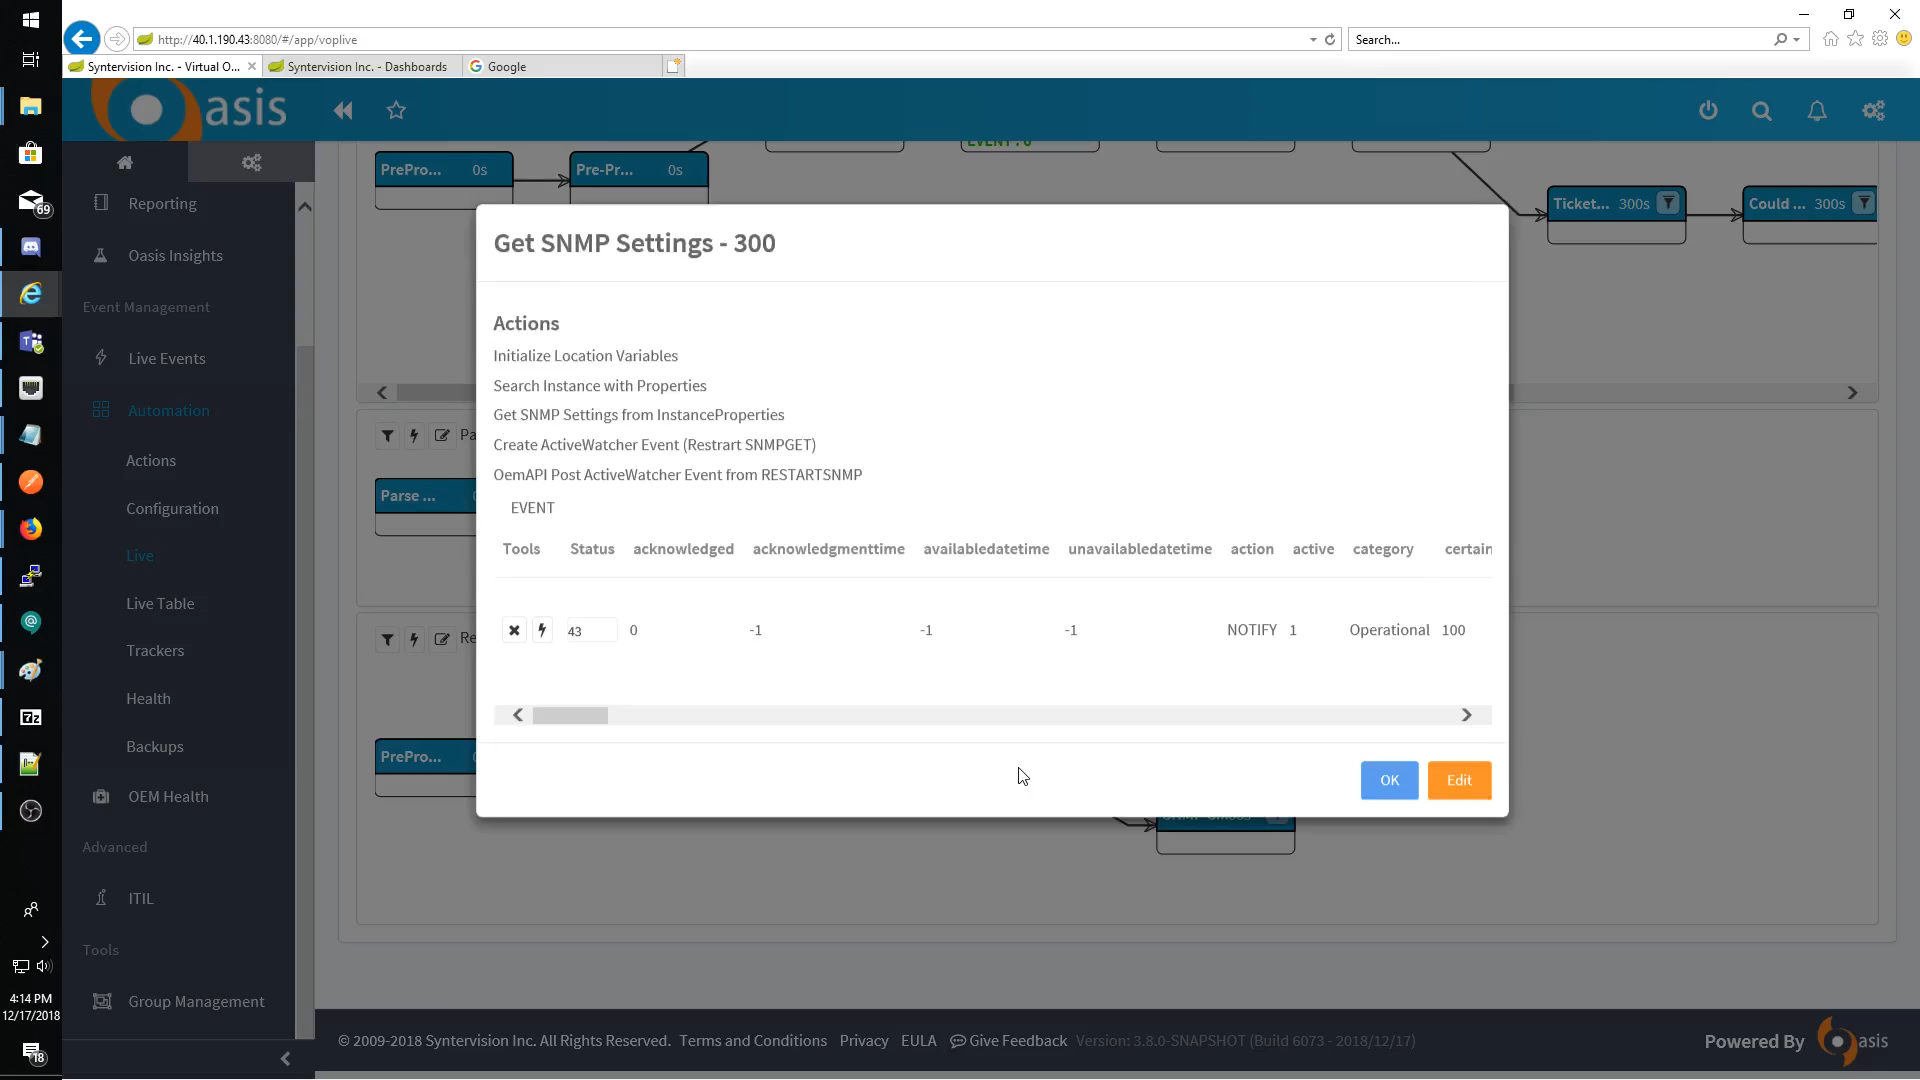 http://40.1.190.43:8080/#/app/voplive
Search...
Syntervision Inc. - Virtual O...
Syntervision Inc. - Dashboards
Google
asis
EVENT : 0
PrePro... 0s
Pre-Pr... 0s
Ticket... 300s
Could ... 300s
Reporting
Oasis Insights
Event Management
Live Events
Automation
Actions
Configuration
Live
Live Table
Trackers
Health
Backups
OEM Health
Advanced
ITIL
Tools
Group Management
Pa
Parse ...
Re
PrePro...
Get SNMP Settings - 300
Actions
Initialize Location Variables
Search Instance with Properties
Get SNMP Settings from InstanceProperties
Create ActiveWatcher Event (Restrart SNMPGET)
OemAPI Post ActiveWatcher Event from RESTARTSNMP
EVENT
Tools Status acknowledged acknowledgmenttime availabledatetime unavailabledatetime action active category certain
43 0 -1 -1 -1 NOTIFY 1 Operational 100
OK Edit
69
4:14 PM
12/17/2018
18
© 2009-2018 Syntervision Inc. All Rights Reserved. Terms and Conditions Privacy EULA Give Feedback Version: 3.8.0-SNAPSHOT (Build 6073 - 2018/12/17)
Powered By asis